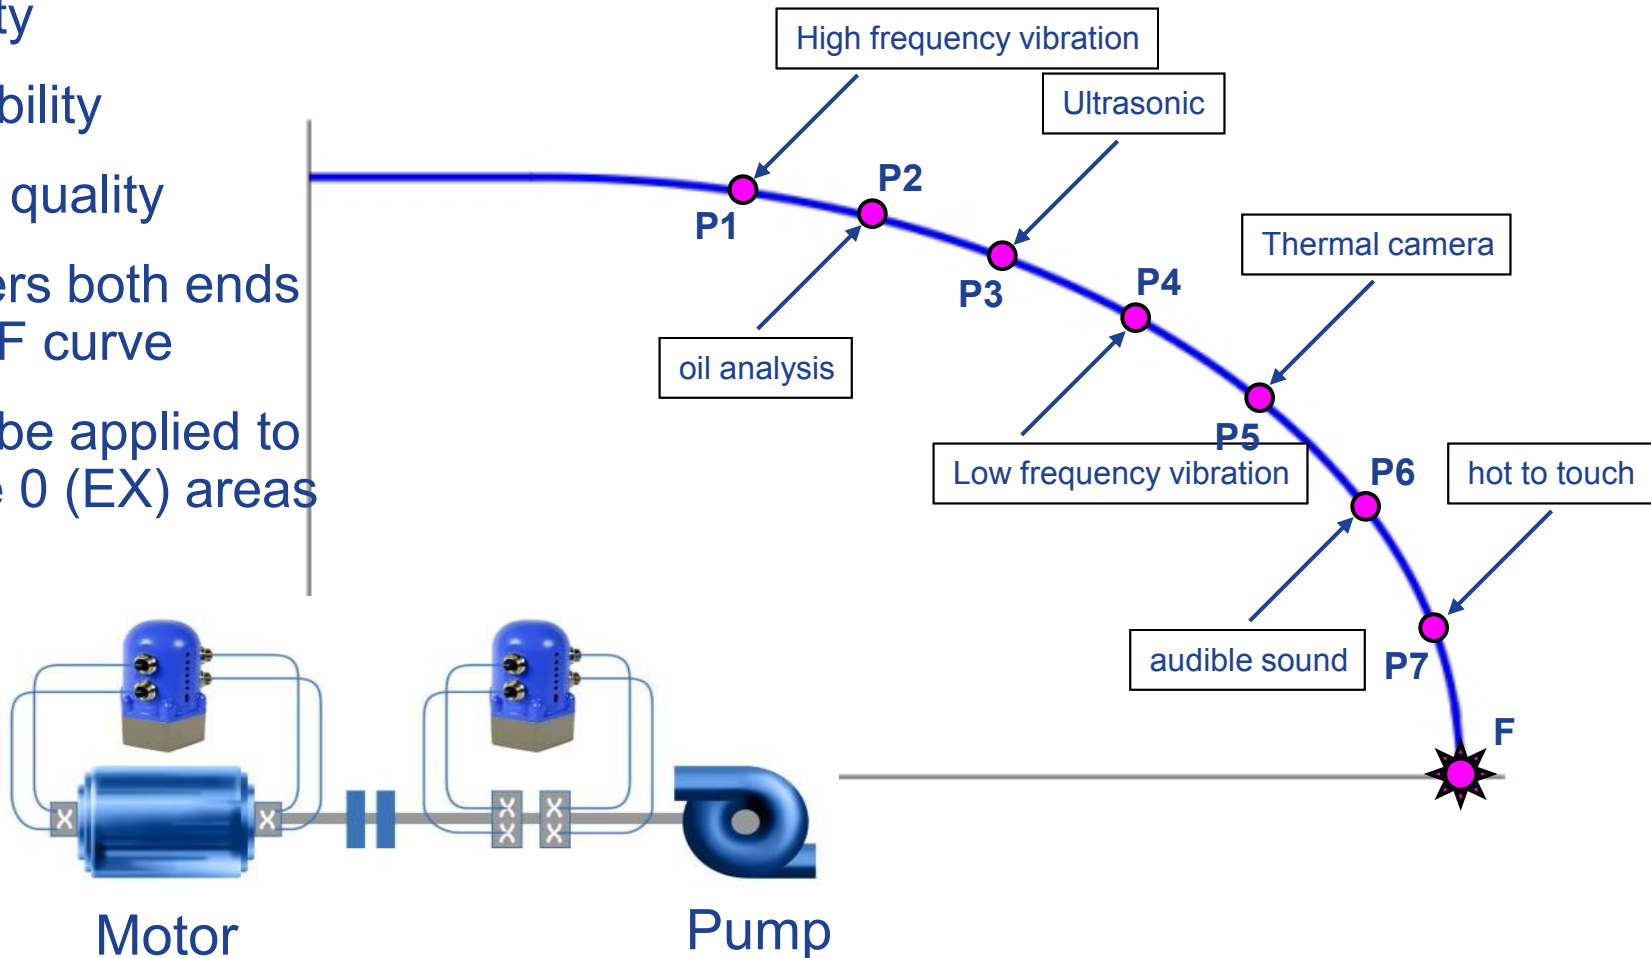 ty
bility
quality
ers both ends
F curve
be applied to
e 0 (EX) areas
High frequency vibration
Ultrasonic
P2
P1
Thermal camera
P4
P3
oil analysis
P5
Low frequency vibration
P6
hot to touch
audible sound
P7
F
Motor
Pump